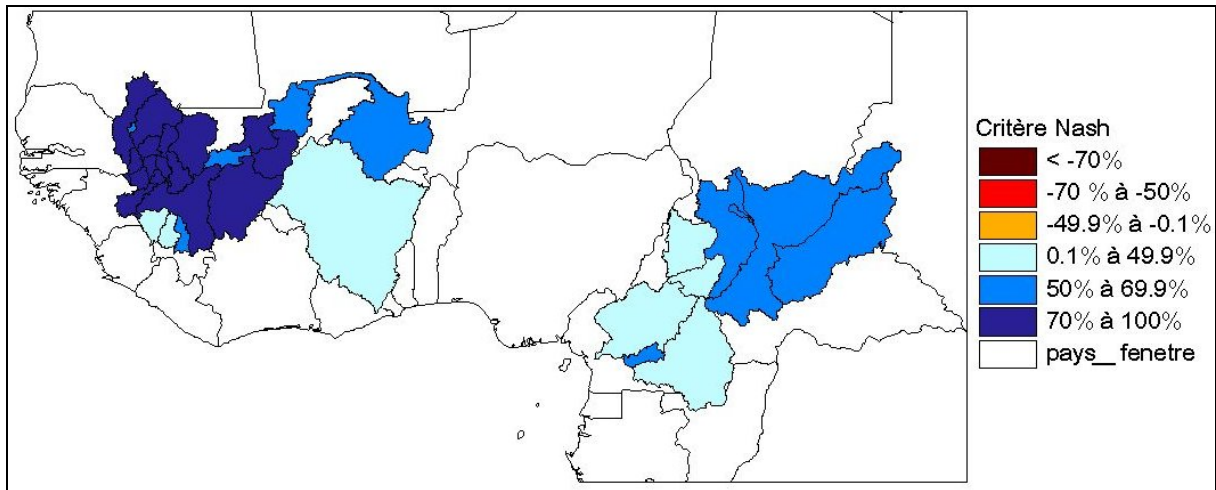 Critère Nash
< -70%
-70 % à -50%
-49.9% à -0.1%
0.1% à 49.9%
50% à 69.9%
70% à 100%
pays__ fenetre